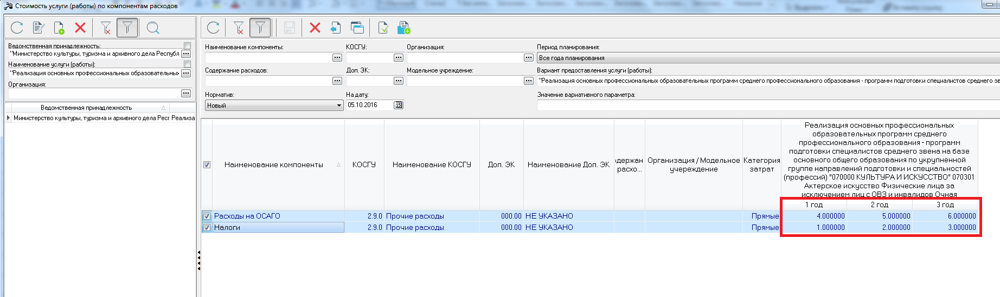 Стоимость услуги (работы) по компонентам расходов
Ведомственная принадлежность:
"Министерство культуры, туризма и архивного дела Республ
Наименование услуги (работы):
"Реализация основных профессиональных образовательных
Организация:
Ведомственная принадлежность
Министерство культуры, туризма и архивного дела Респ Реализа
Наименование компоненты: КОСГУ: Организация: Период планирования:
Все года планирования
Содержание расходов: Доп. ЭК: Модельное учреждение: Вариант предоставления услуги (работы):
"Реализация основных профессиональных образовательных программ среднего профессионального образования - программ подготовки специалистов среднего зве
Норматив: На дату: Значение вариативного параметра:
Новый 05.10.2016 15
Наименование компоненты КОСГУ Наименование КОСГУ Доп. ЭК Наименование Доп. ЭК
одержан
расхо...
Организация / Модельное
учереждение
Категория
затрат
Реализация основных профессиональных
образовательных программ среднего
профессионального образования - программ
подготовки специалистов среднего звена на базе
основного общего образования по укрупненной
группе направлений подготовки и специальностей
(профессий) "070000 КУЛЬТУРА И ИСКУССТВО" 070301
Актерское искусство Физические лица за
исключением лиц с ОВЗ и инвалидов Очная
1 год 2 год 3 год
Расходы на ОСАГО 2.9.0 Прочие расходы 000.00 НЕ УКАЗАНО Прямые 4.000000 5.000000 6.000000
Налоги 2.9.0 Прочие расходы 000.00 НЕ УКАЗАНО Прямые 1.000000 2.000000 3.000000